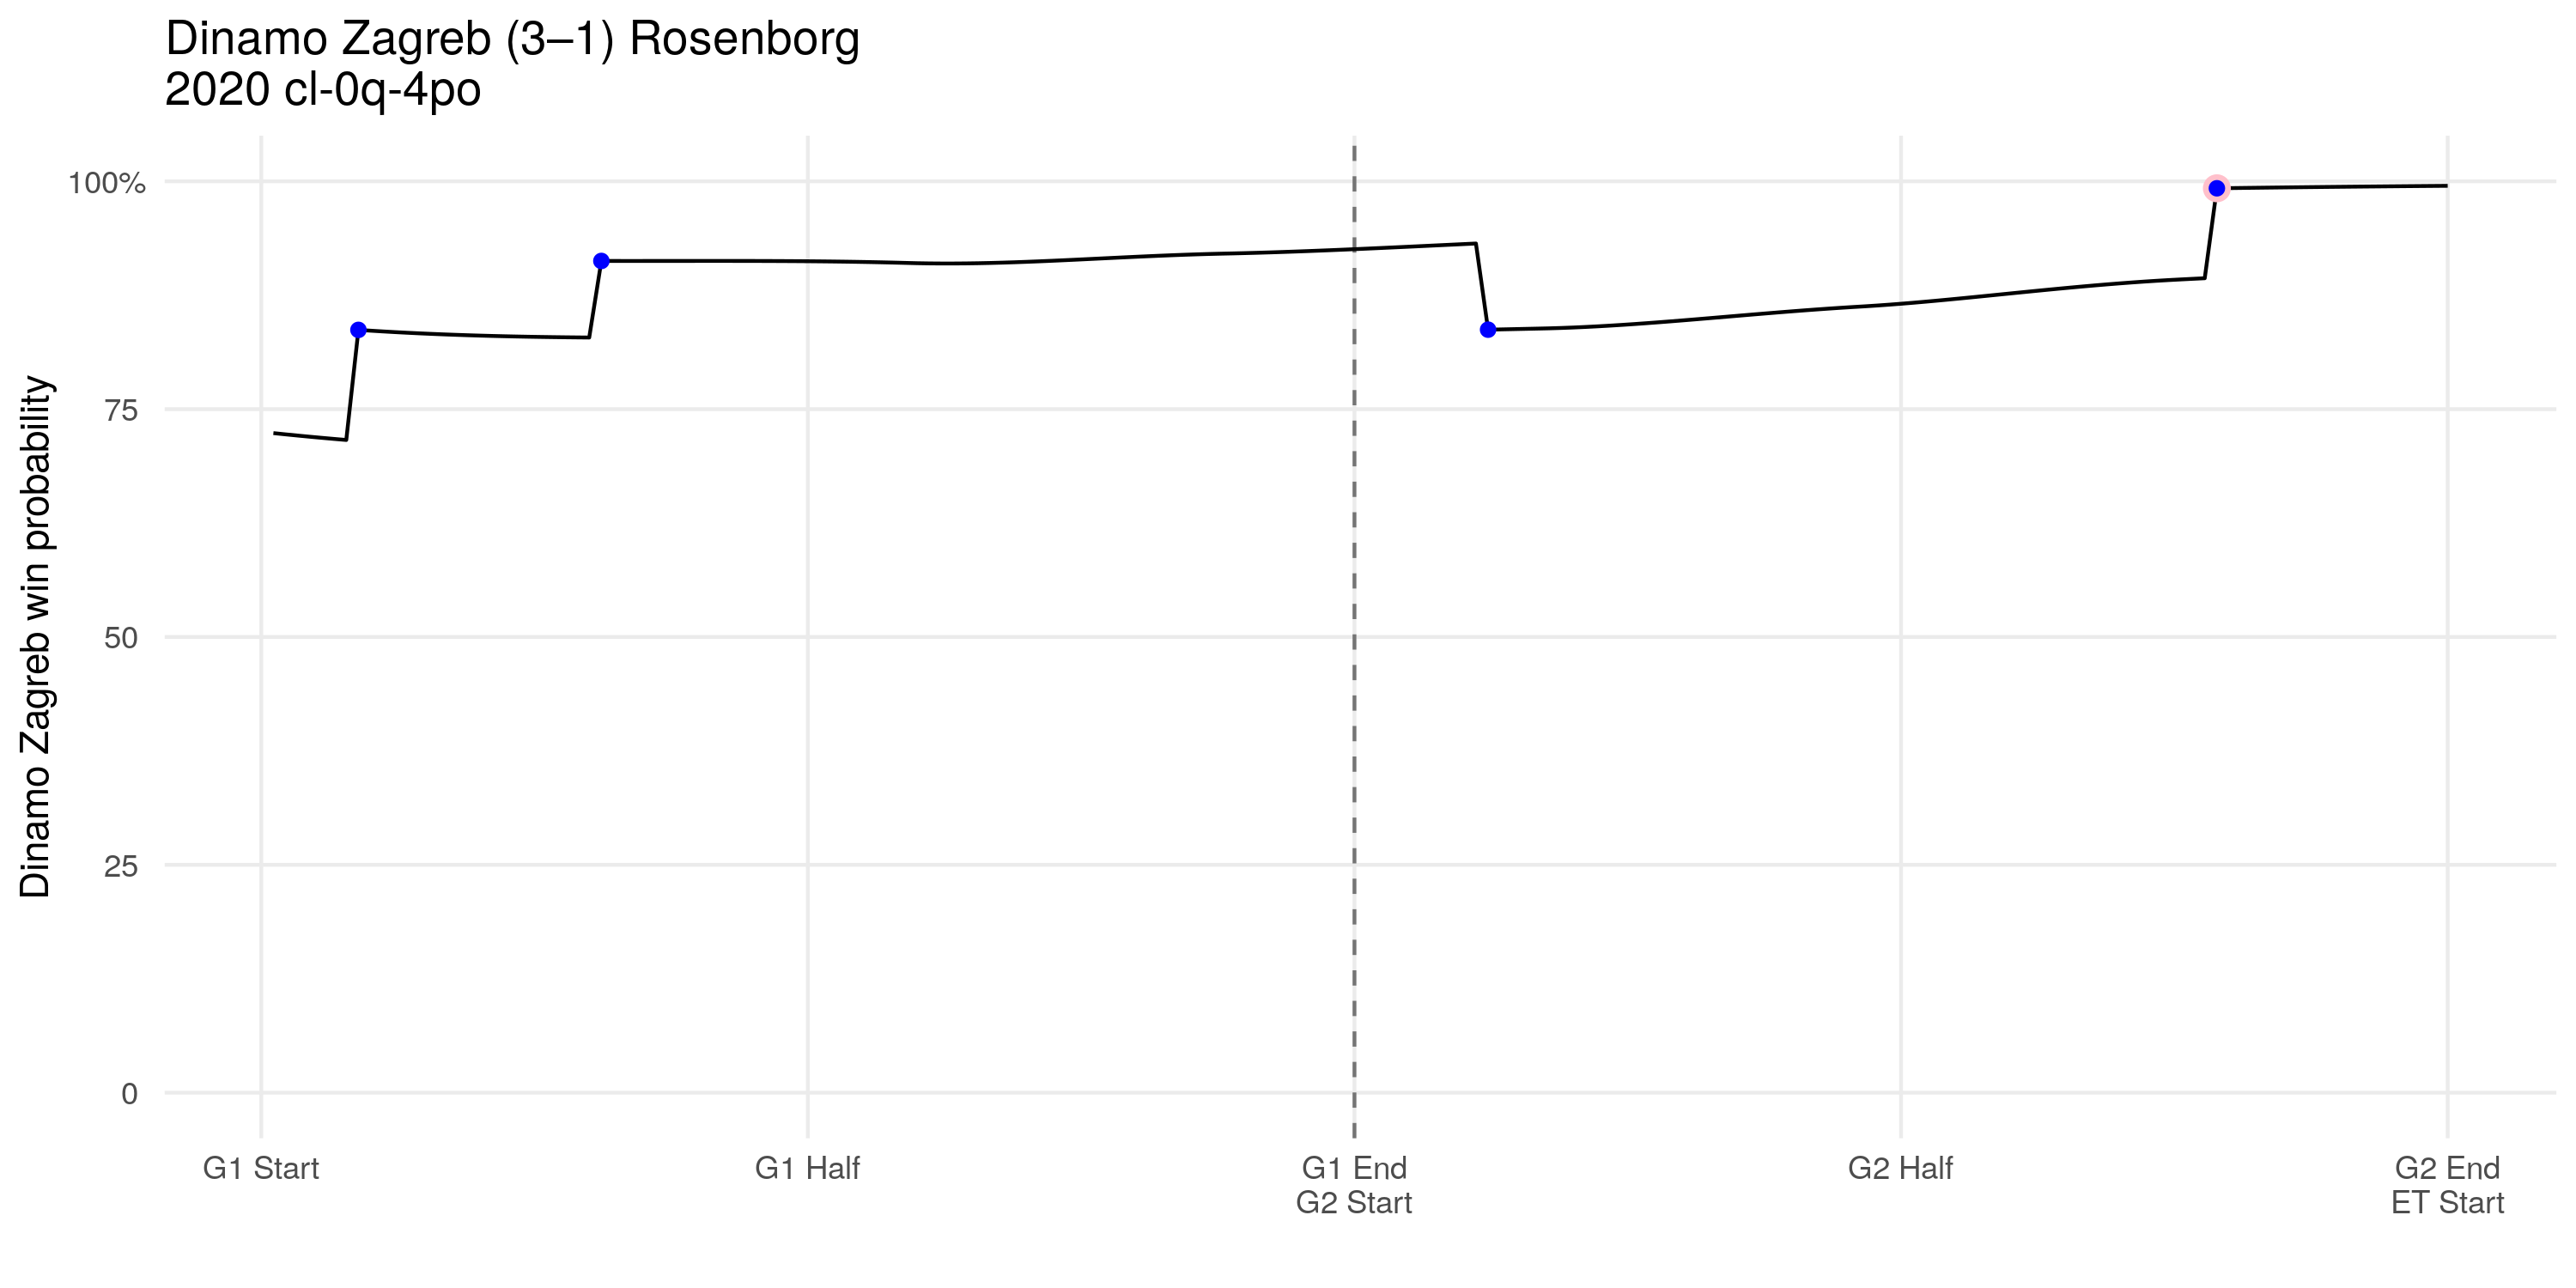 Dinamo Zagreb (3–1) Rosenborg
2020 cl-0q-4po
Dinamo Zagreb win probability
100%
75
50
25
0
G1 Start
G1 Half
G1 End
G2 Start
G2 Half
G2 End
ET Start